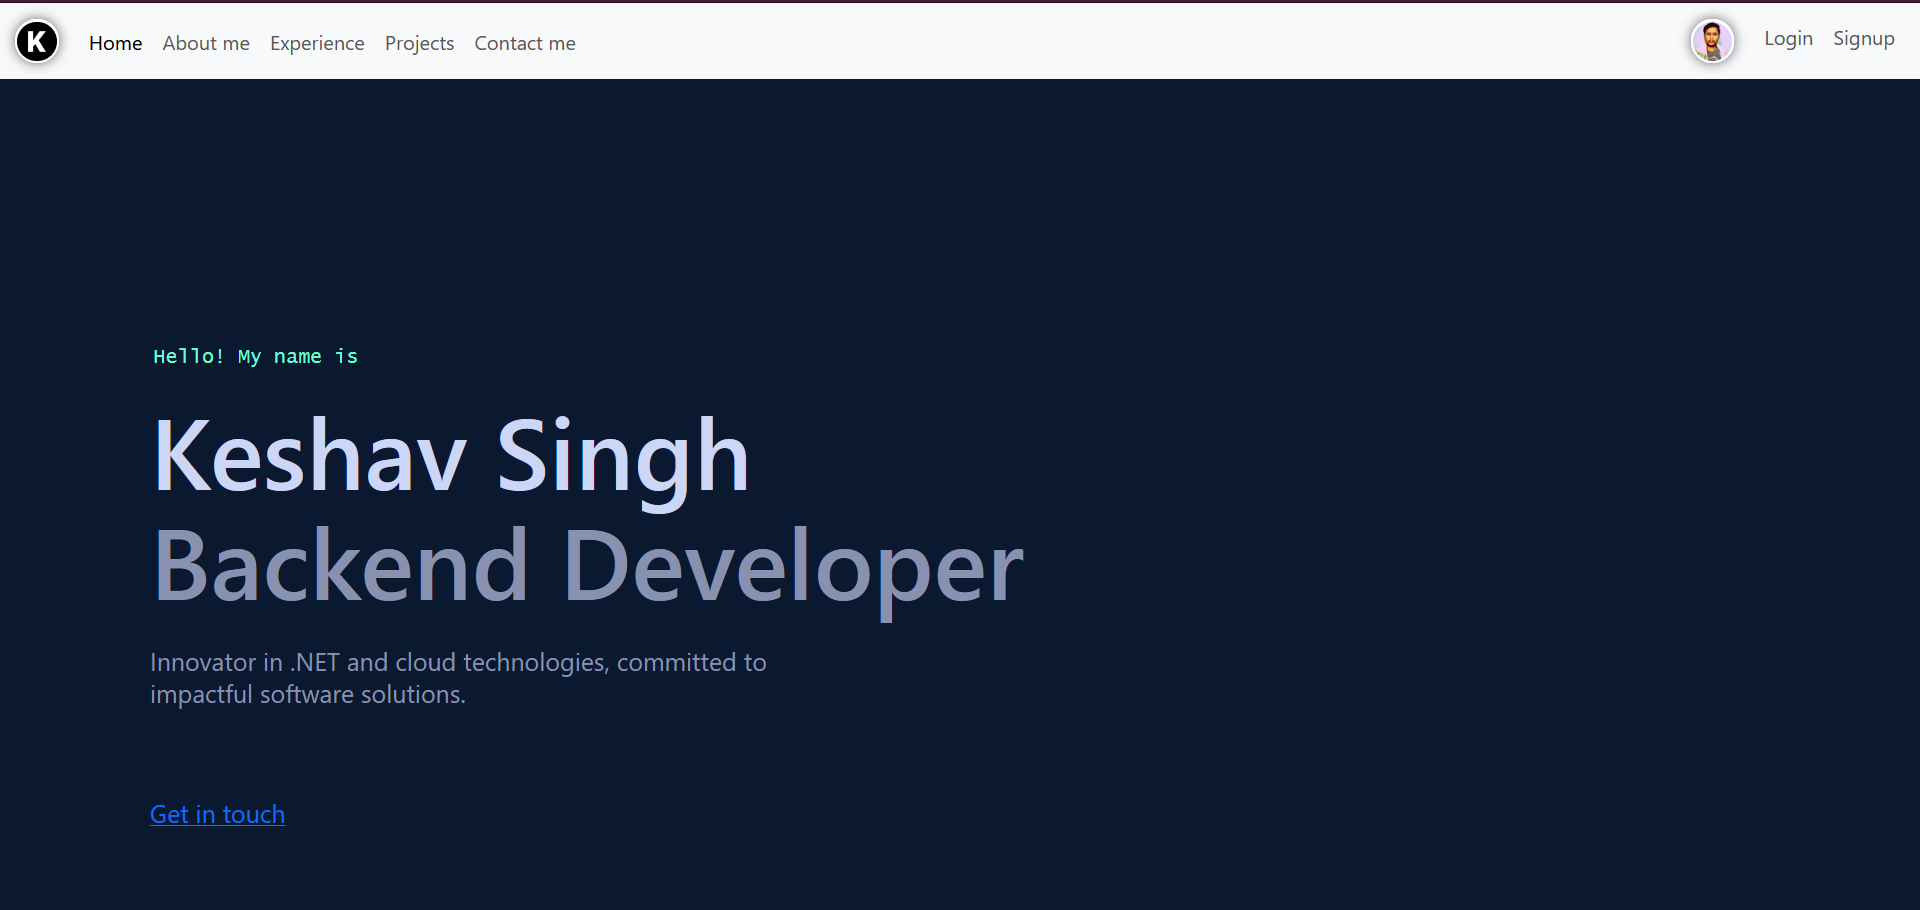 K Home About me Experience Projects Contact me Login Signup
Hello! My name is
Keshav Singh
Backend Developer
Innovator in .NET and cloud technologies, committed to
impactful software solutions.
Get in touch